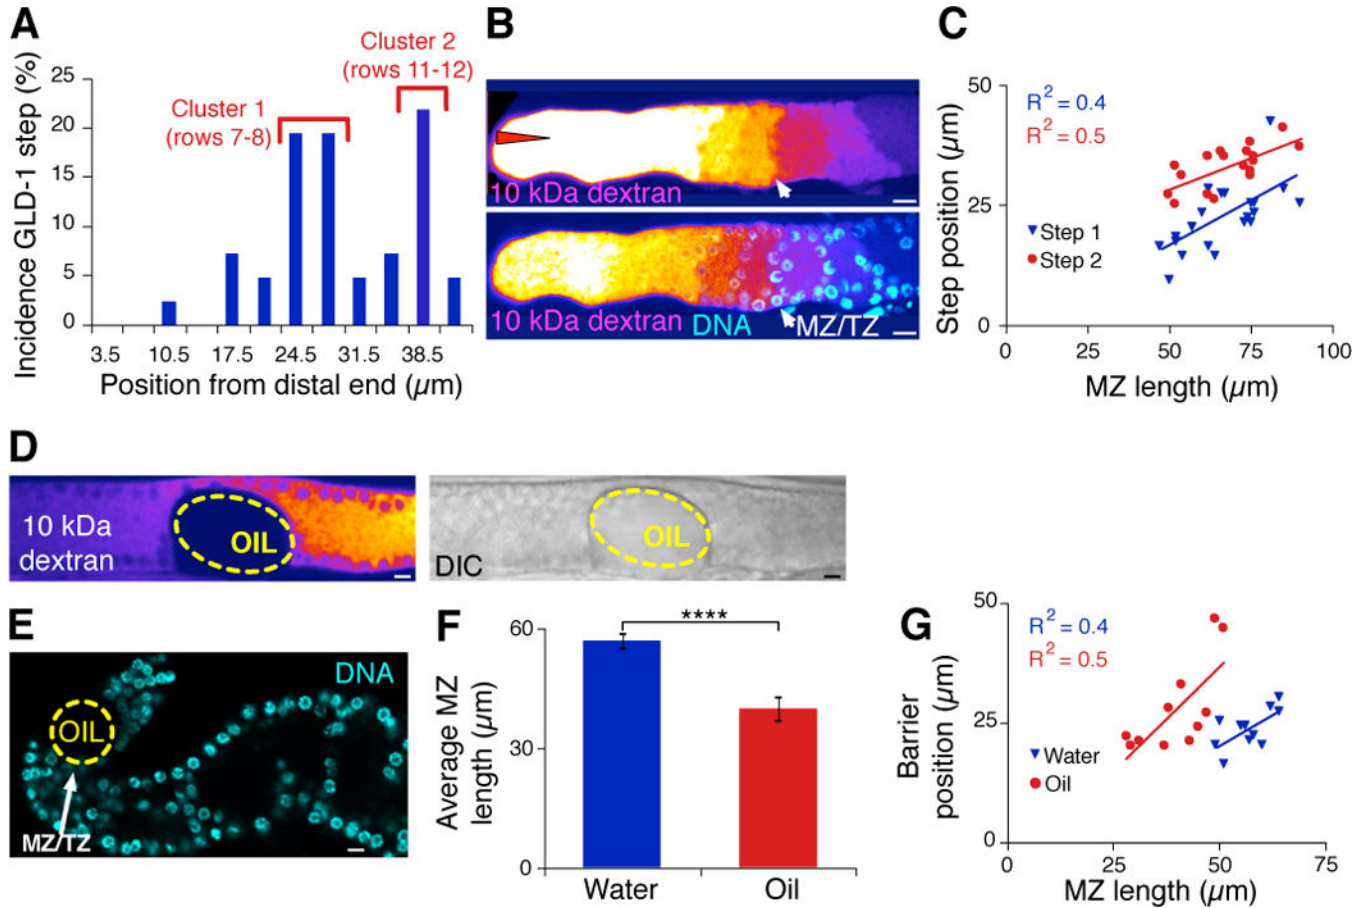 A
Incidence GLD-1 step (%)
25
20
15
10
5
0
Cluster 1
(rows 7-8)
Cluster 2
(rows 11-12)
3.5 10.5 17.5 24.5 31.5 38.5
Position from distal end (µm)
B
10 kDa dextran
10 kDa dextran DNA MZ/TZ
C
Step position (µm)
50
25
0
R² = 0.4
R² = 0.5
Step 1
Step 2
0 25 50 75 100
MZ length (µm)
D
10 kDa
dextran
OIL
OIL
DIC
E
DNA
OIL
MZ/TZ
F
Average MZ
length (µm)
60
30
0
****
Water Oil
G
Barrier
position (µm)
50
25
0
R² = 0.4
R² = 0.5
Water
Oil
0 25 50 75
MZ length (µm)